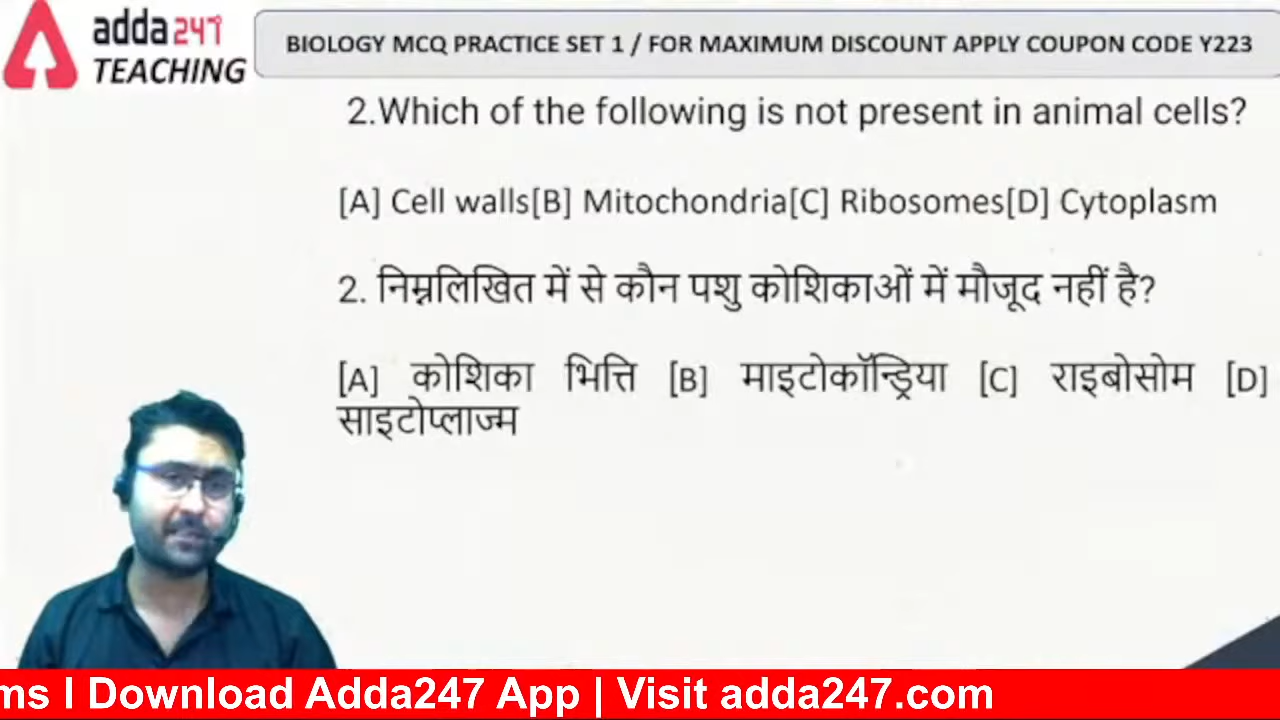 adda247
TEACHING
BIOLOGY MCQ PRACTICE SET 1 / FOR MAXIMUM DISCOUNT APPLY COUPON CODE Y223
2.Which of the following is not present in animal cells?
[A] Cell walls[B] Mitochondria[C] Ribosomes[D] Cytoplasm
2. निम्नलिखित में से कौन पशु कोशिकाओं में मौजूद नहीं है?
[A] कोशिका भित्ति [B] माइटोकॉन्ड्रिया [C] राइबोसोम [D]
साइटोप्लाज्म
ms I Download Adda247 App | Visit adda247.com